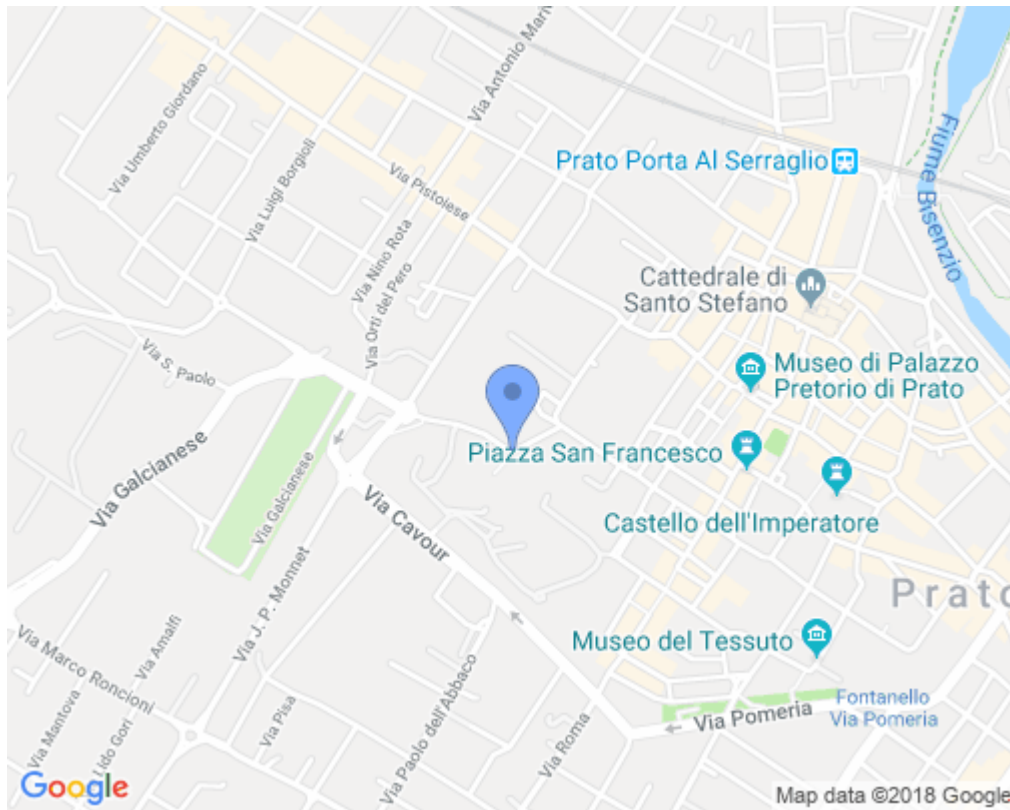 Via Umberto Giordano
Via Antonio Mari
Via Luigi Borgioli
Via Pistoiese
Prato Porta Al Serraglio
Fiume Bisenzio
Via Nino Rota
Via Orti del Pero
Cattedrale di
Santo Stefano
Via S. Paolo
Museo di Palazzo
Pretorio di Prato
Via Galcianese
Via Galcianese
Piazza San Francesco
Via Cavour
Castello dell'Imperatore
Via J. P. Monnet
Prato
Via Marco Roncioni
Via Amalfi
Museo del Tessuto
Via Mantova
Lido Gori
Via Pisa
Via Paolo dell'Abbaco
Via Roma
Via Pomeria
Fontanello
Via Pomeria
Google
Map data ©2018 Google